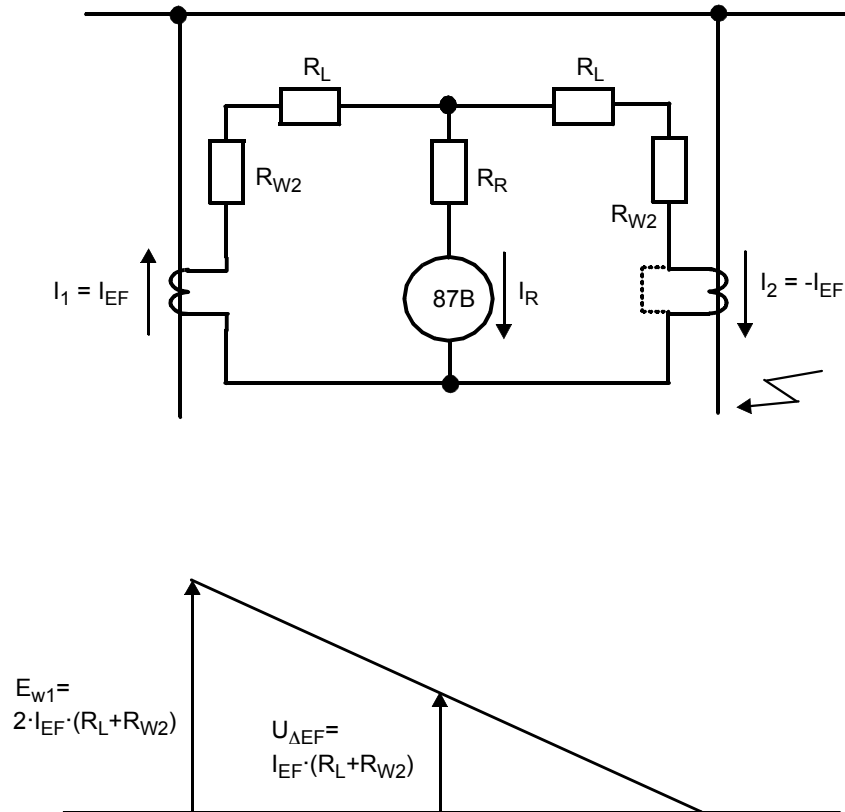 R_L
R_L
R_W2
R_R
R_W2
I_1 = I_EF
87B
I_R
I_2 = -I_EF
E_w1=
2·I_EF·(R_L+R_W2)
U_ΔEF=
I_EF·(R_L+R_W2)